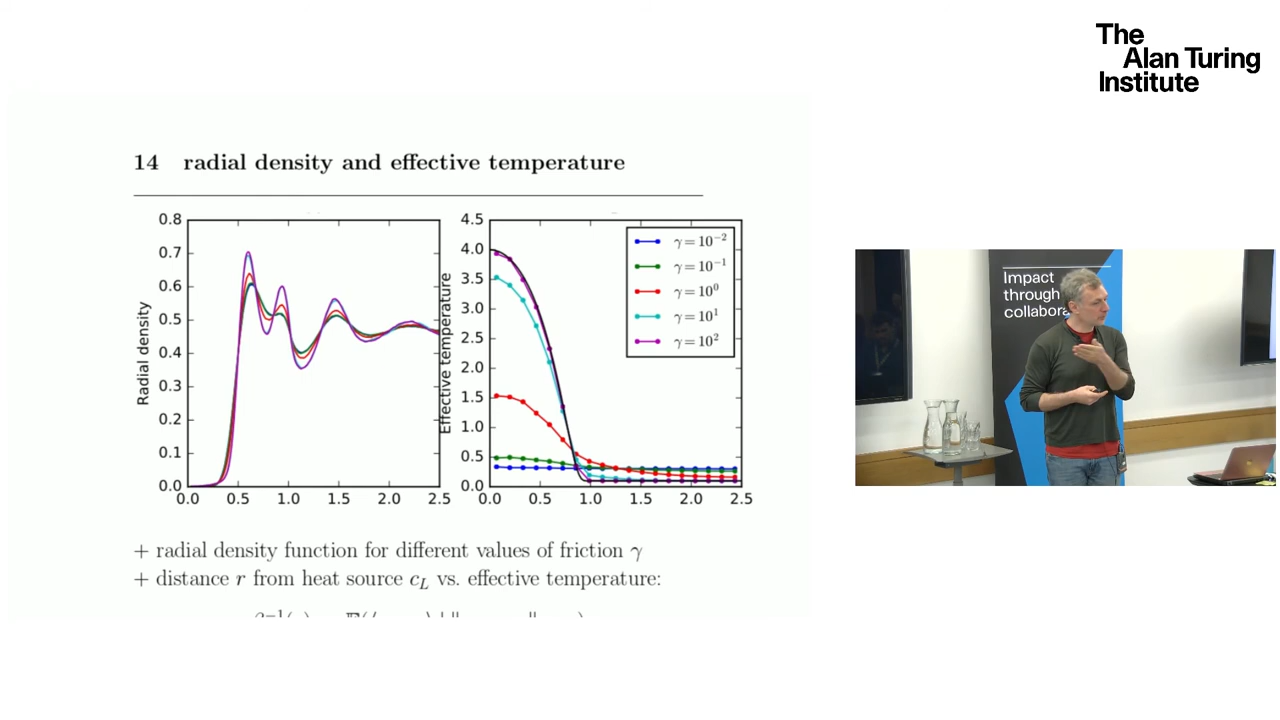 The
Alan Turing
Institute
14 radial density and effective temperature
0.8
0.7
0.6
0.5
0.4
0.3
0.2
0.1
0.0
Radial density
0.0 0.5 1.0 1.5 2.0 2.5
4.5
4.0
3.5
3.0
2.5
2.0
1.5
1.0
0.5
0.0
Effective temperature
0.0 0.5 1.0 1.5 2.0 2.5
γ = 10⁻²
γ = 10⁻¹
γ = 10⁰
γ = 10¹
γ = 10²
+ radial density function for different values of friction γ
+ distance r from heat source c_L vs. effective temperature:
Impact
through
collabora